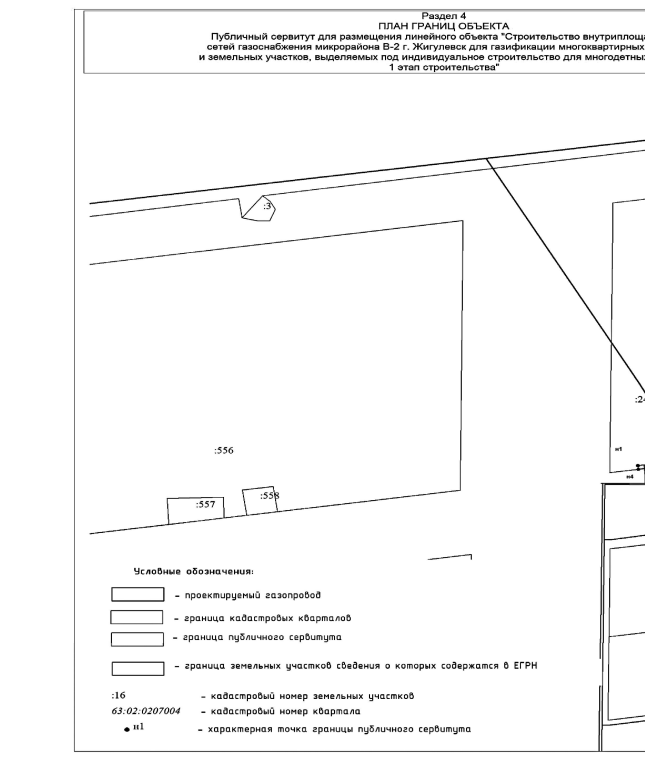 Раздел 4
ПЛАН ГРАНИЦ ОБЪЕКТА
Публичный сервитут для размещения линейного объекта "Строительство внутриплоща
сетей газоснабжения микрорайона В-2 г. Жигулевск для газификации многоквартирных
и земельных участков, выделяемых под индивидуальное строительство для многодетны
1 этап строительства"
:3
:24
:556
н1
н4
:557
:558
Условные обозначения:
- проектируемый газопровод
- граница кадастровых кварталов
- граница публичного сервитута
- граница земельных участков сведения о которых содержатся в ЕГРН
:16 - кадастровый номер земельных участков
63:02:0207004 - кадастровый номер квартала
н1 - характерная точка границы публичного сервитута